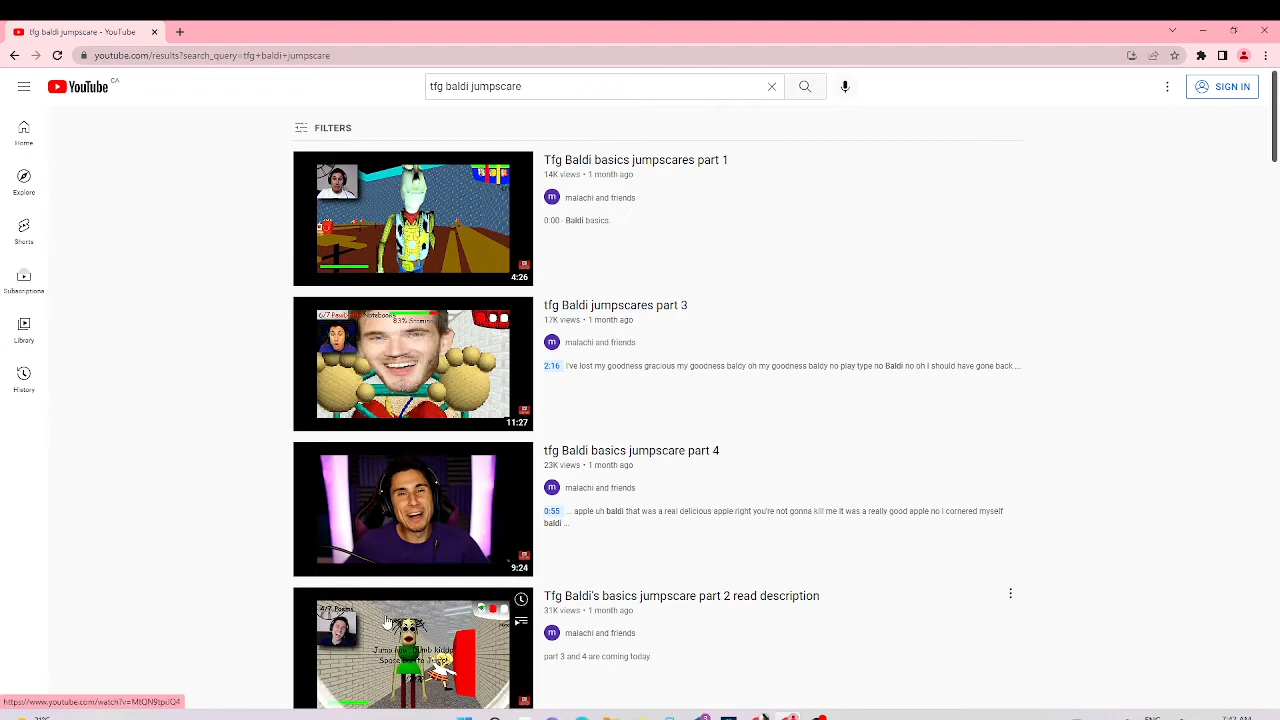 tfg baldi jumpscare - YouTube
youtube.com/results?search_query=tfg+baldi+jumpscare
YouTube CA
tfg baldi jumpscare
SIGN IN
FILTERS
Home
Explore
Shorts
Subscriptions
Library
History
Tfg Baldi basics jumpscares part 1
14K views • 1 month ago
m malachi and friends
0:00 - Baldi basics.
4:26
tfg Baldi jumpscares part 3
17K views • 1 month ago
m malachi and friends
2:16 I've lost my goodness gracious my goodness baldy oh my goodness baldy no play type no Baldi no oh I should have gone back ...
83% Stamina
11:27
tfg Baldi basics jumpscare part 4
23K views • 1 month ago
m malachi and friends
0:55 ... apple uh baldi that was a real delicious apple right you're not gonna kill me it was a really good apple no i cornered myself
baldi ...
9:24
Tfg Baldi's basics jumpscare part 2 read description
31K views • 1 month ago
m malachi and friends
part 3 and 4 are coming today.
2/7 Poems